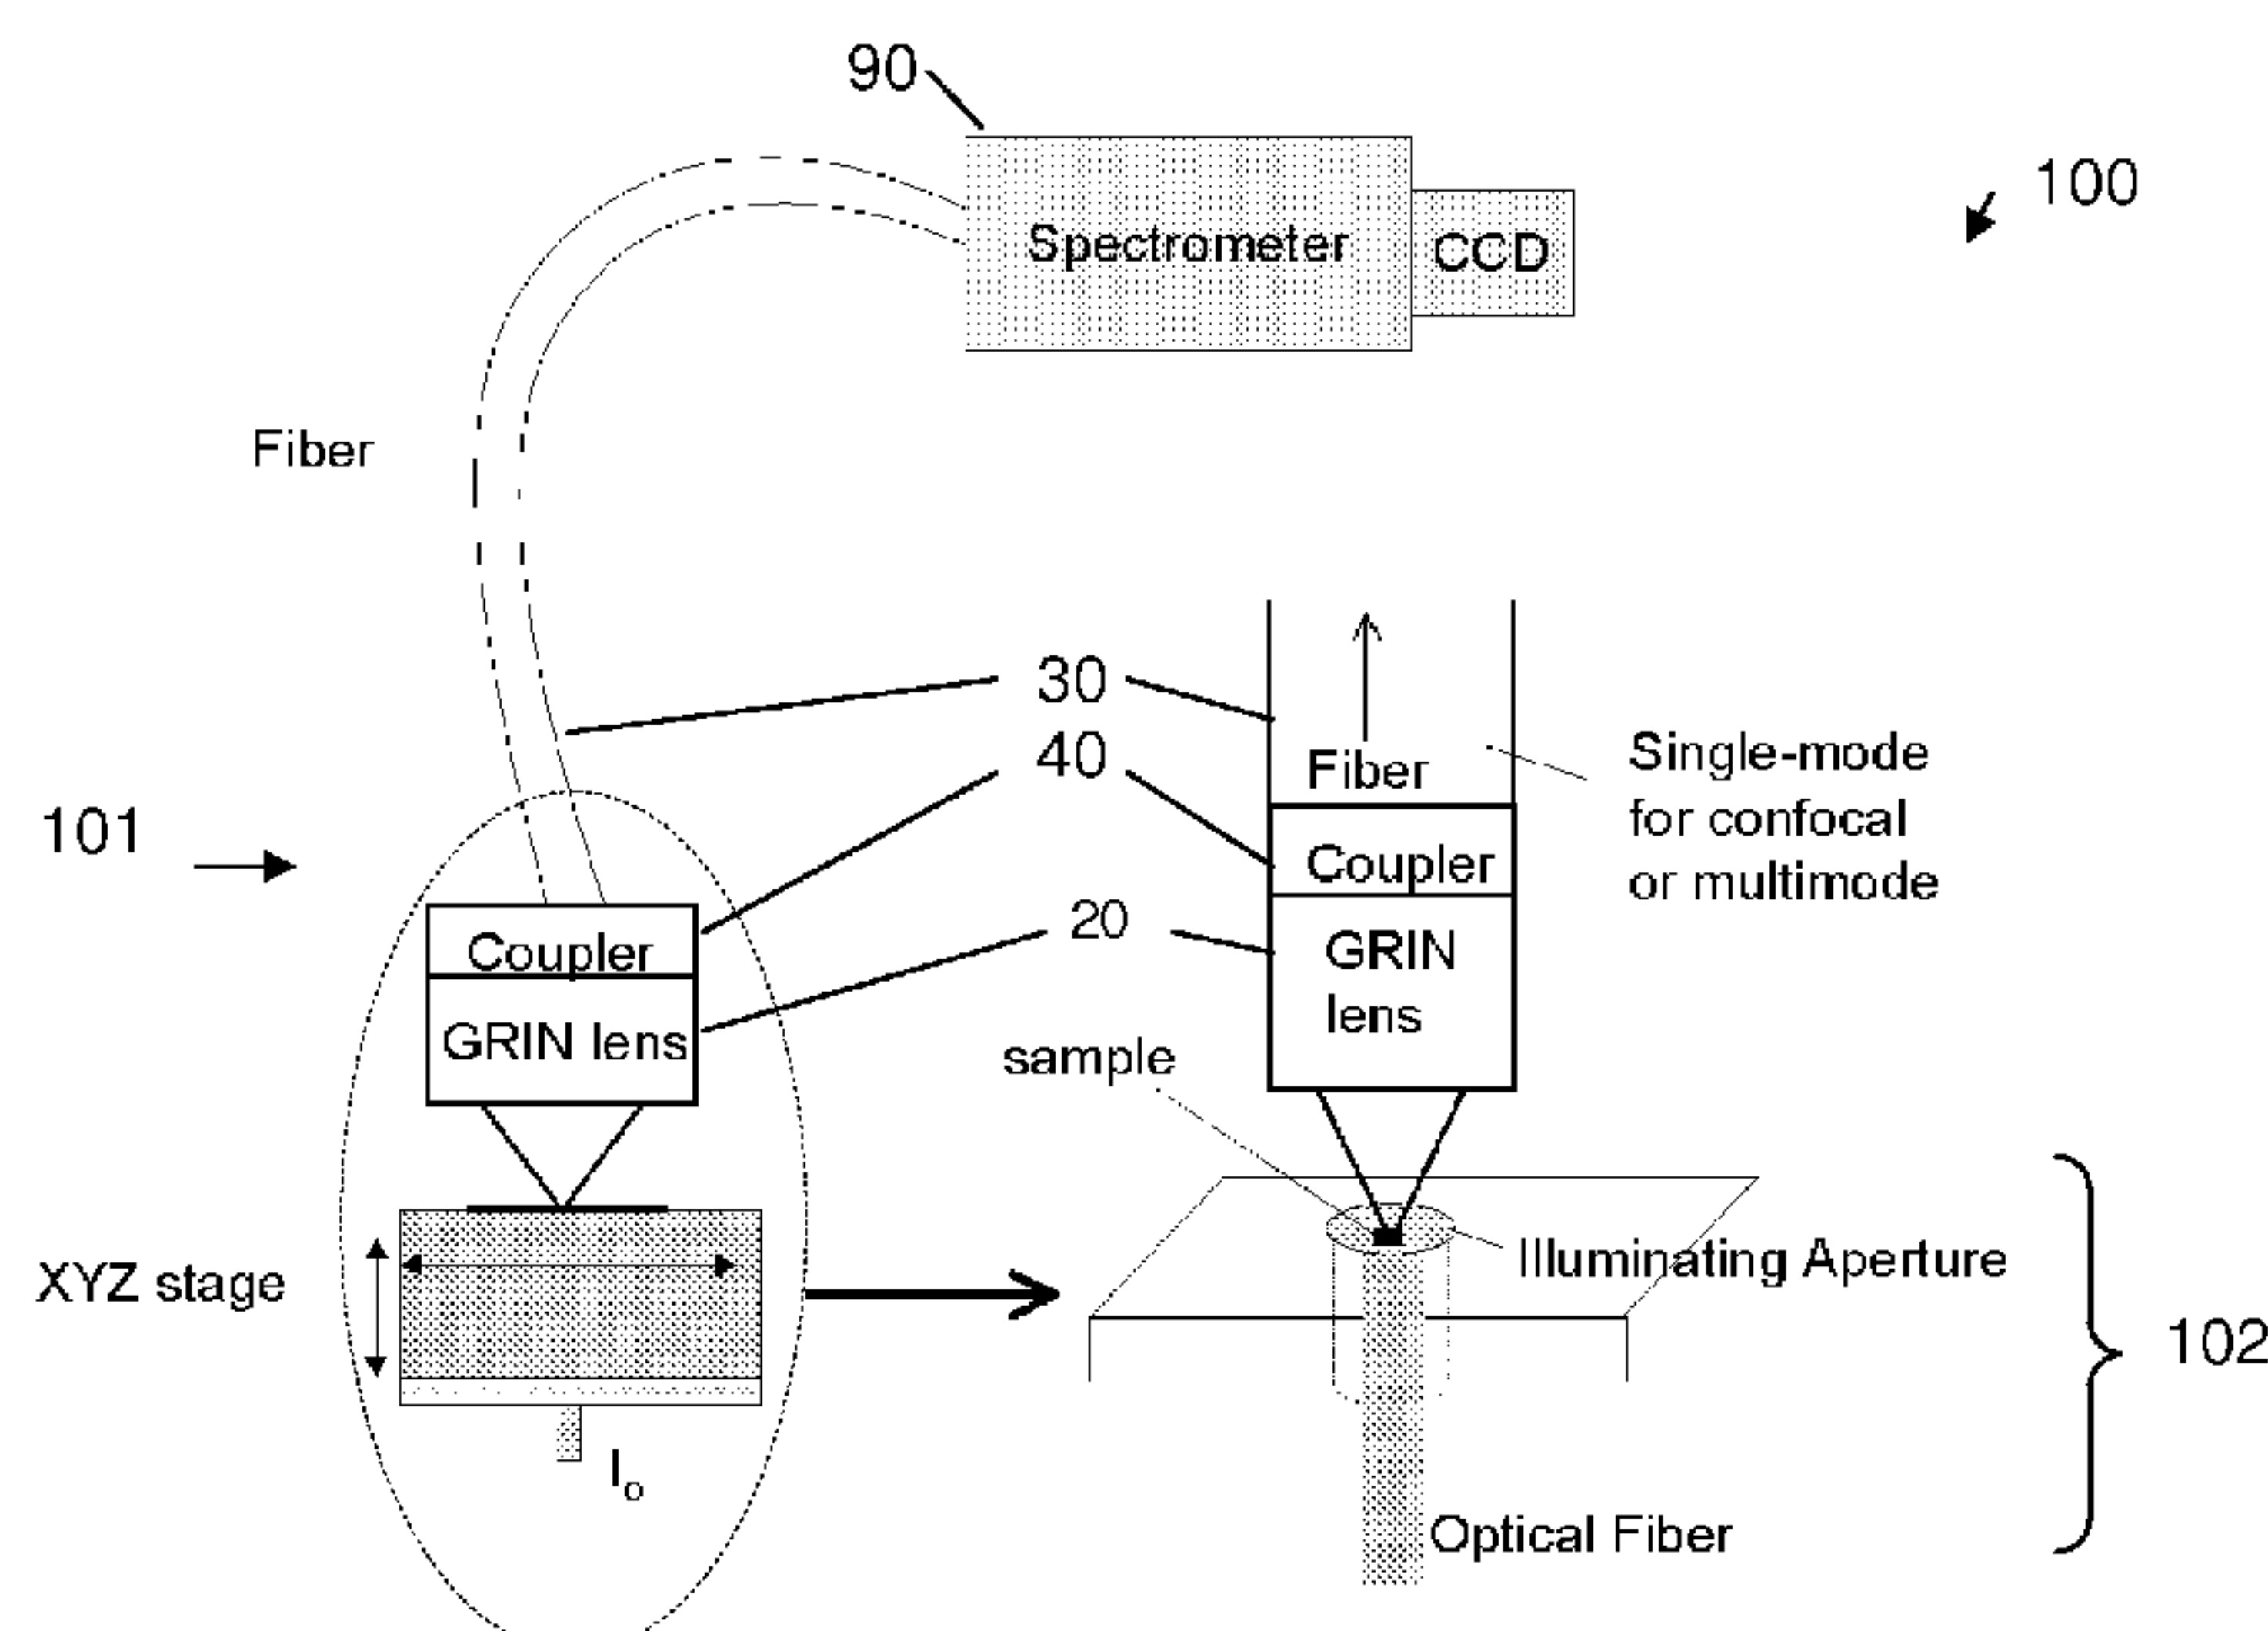 90
100
Spectrometer
CCD
Fiber
30
Single-mode
for confocal
or multimode
40
Fiber
101
Coupler
Coupler
20
GRIN
lens
GRIN lens
sample
XYZ stage
Illuminating Aperture
102
Io
Optical Fiber